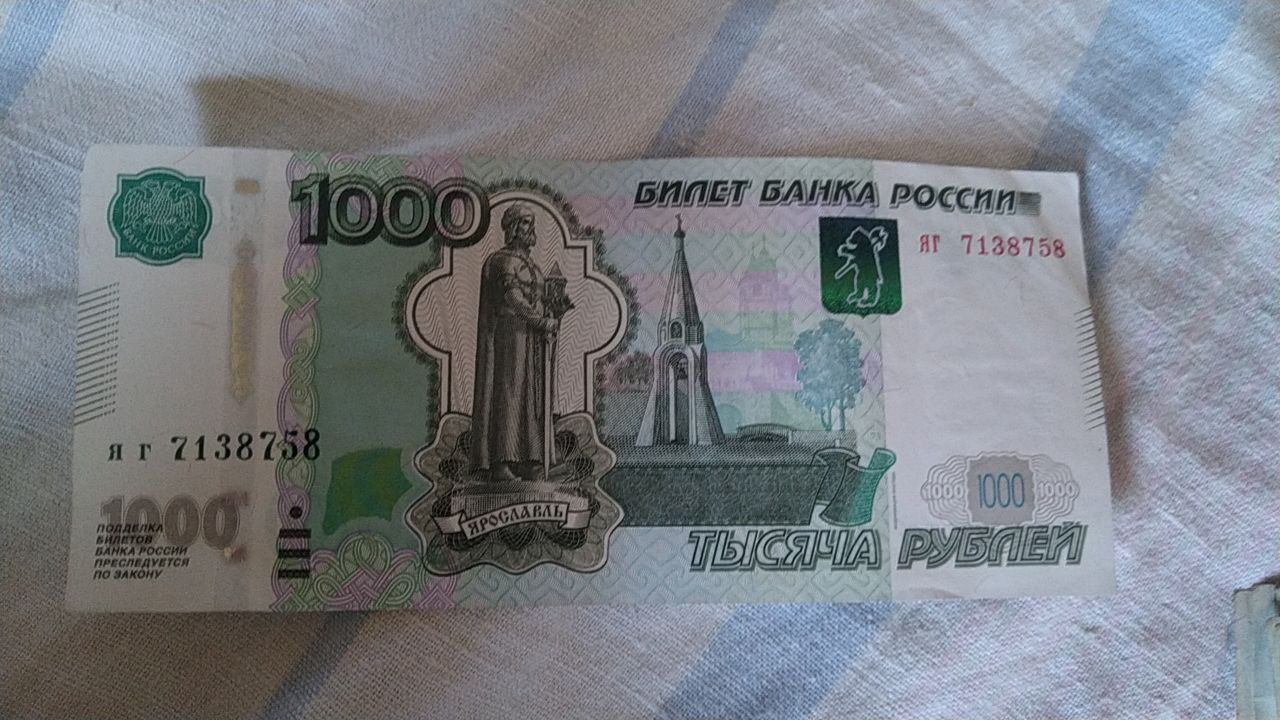 БАНК РОССИИ
1000
БИЛЕТ БАНКА РОССИИ
ЯГ 7138758
Я Г 7138758
1000
ПОДДЕЛКА
БИЛЕТОВ
БАНКА РОССИИ
ПРЕСЛЕДУЕТСЯ
ПО ЗАКОНУ
ЯРОСЛАВЛЬ
1000 1000 1000
ТЫСЯЧА РУБЛЕЙ